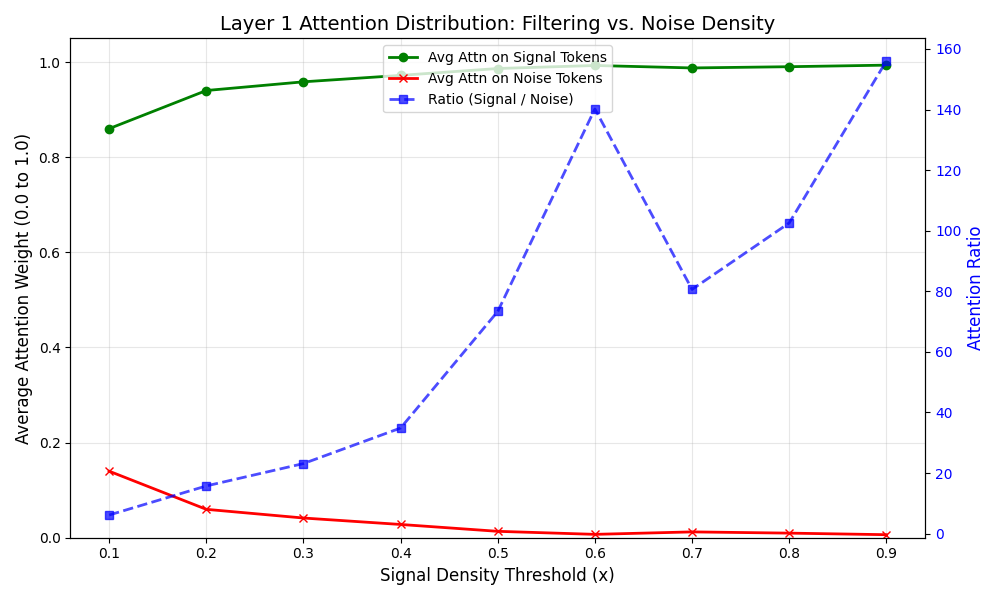 Layer 1 Attention Distribution: Filtering vs. Noise Density
Avg Attn on Signal Tokens
Avg Attn on Noise Tokens
Ratio (Signal / Noise)
Average Attention Weight (0.0 to 1.0)
1.0
0.8
0.6
0.4
0.2
0.0
160
140
120
100
80
60
40
20
0
Attention Ratio
0.1 0.2 0.3 0.4 0.5 0.6 0.7 0.8 0.9
Signal Density Threshold (x)